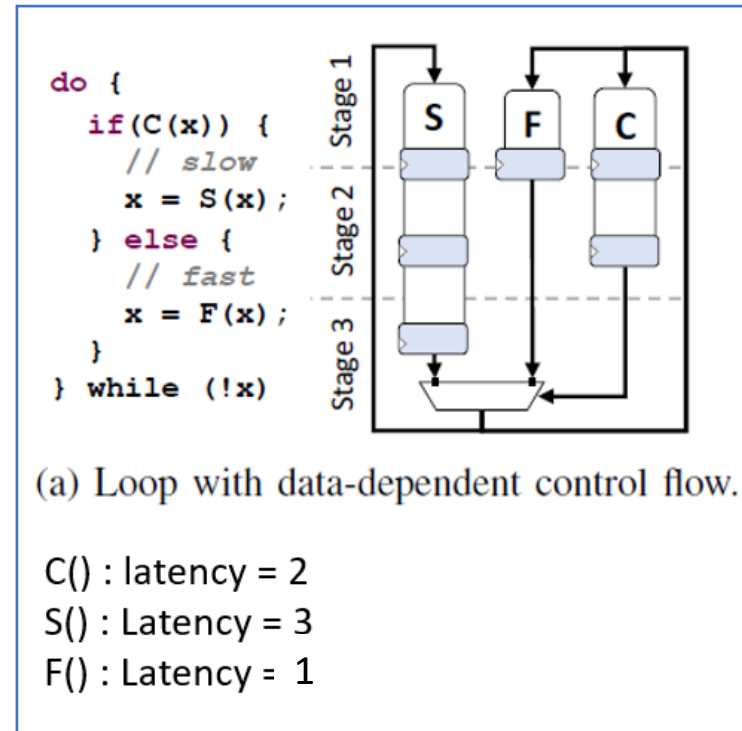 do {
if(C(x)) {
// slow
x = S(x);
} else {
// fast
x = F(x);
}
} while (!x)
Stage 1
Stage 2
Stage 3
S
F
C
(a) Loop with data-dependent control flow.
C() : latency = 2
S() : Latency = 3
F() : Latency = 1